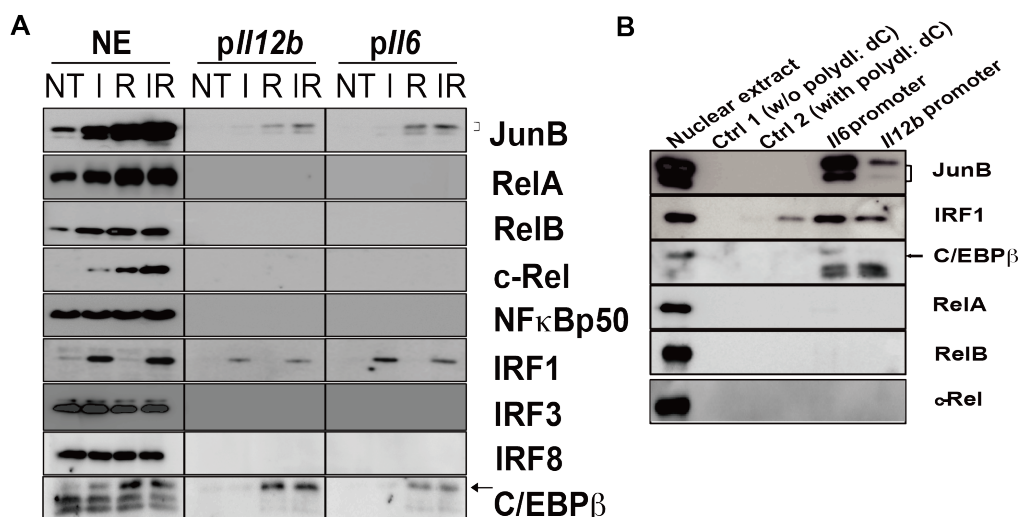 A
NE pIl12b pIl6
NT I R IR NT I R IR NT I R IR
JunB
RelA
RelB
c-Rel
NFκBp50
IRF1
IRF3
IRF8
C/EBPβ
B
Nuclear extract
Ctrl 1 (w/o polydI: dC)
Ctrl 2 (with polydI: dC)
Il6 promoter
Il12b promoter
JunB
IRF1
C/EBPβ
RelA
RelB
c-Rel